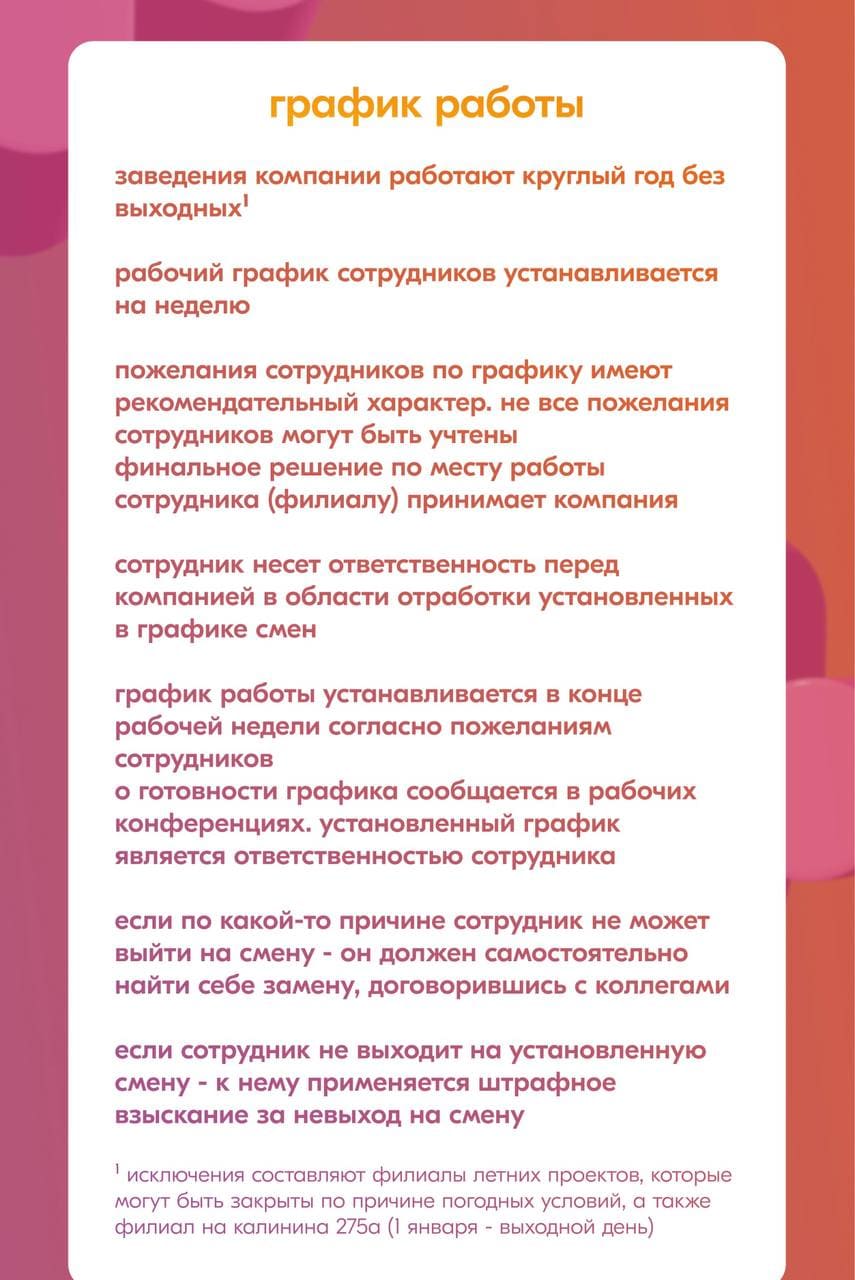 график работы
заведения компании работают круглый год без
выходных¹
рабочий график сотрудников устанавливается
на неделю
пожелания сотрудников по графику имеют
рекомендательный характер. не все пожелания
сотрудников могут быть учтены
финальное решение по месту работы
сотрудника (филиалу) принимает компания
сотрудник несет ответственность перед
компанией в области отработки установленных
в графике смен
график работы устанавливается в конце
рабочей недели согласно пожеланиям
сотрудников
о готовности графика сообщается в рабочих
конференциях. установленный график
является ответственностью сотрудника
если по какой-то причине сотрудник не может
выйти на смену - он должен самостоятельно
найти себе замену, договорившись с коллегами
если сотрудник не выходит на установленную
смену - к нему применяется штрафное
взыскание за невыход на смену
¹ исключения составляют филиалы летних проектов, которые
могут быть закрыты по причине погодных условий, а также
филиал на калинина 275а (1 января - выходной день)